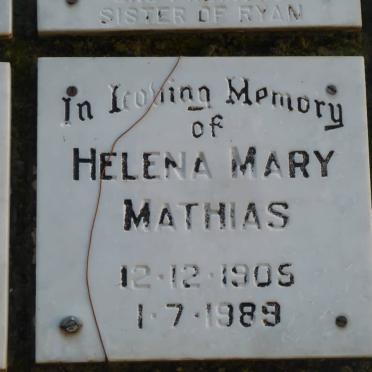 SISTER OF RYAN
In Loving Memory
of
HELENA MARY
MATHIAS
12·12·1905
1·7·1989